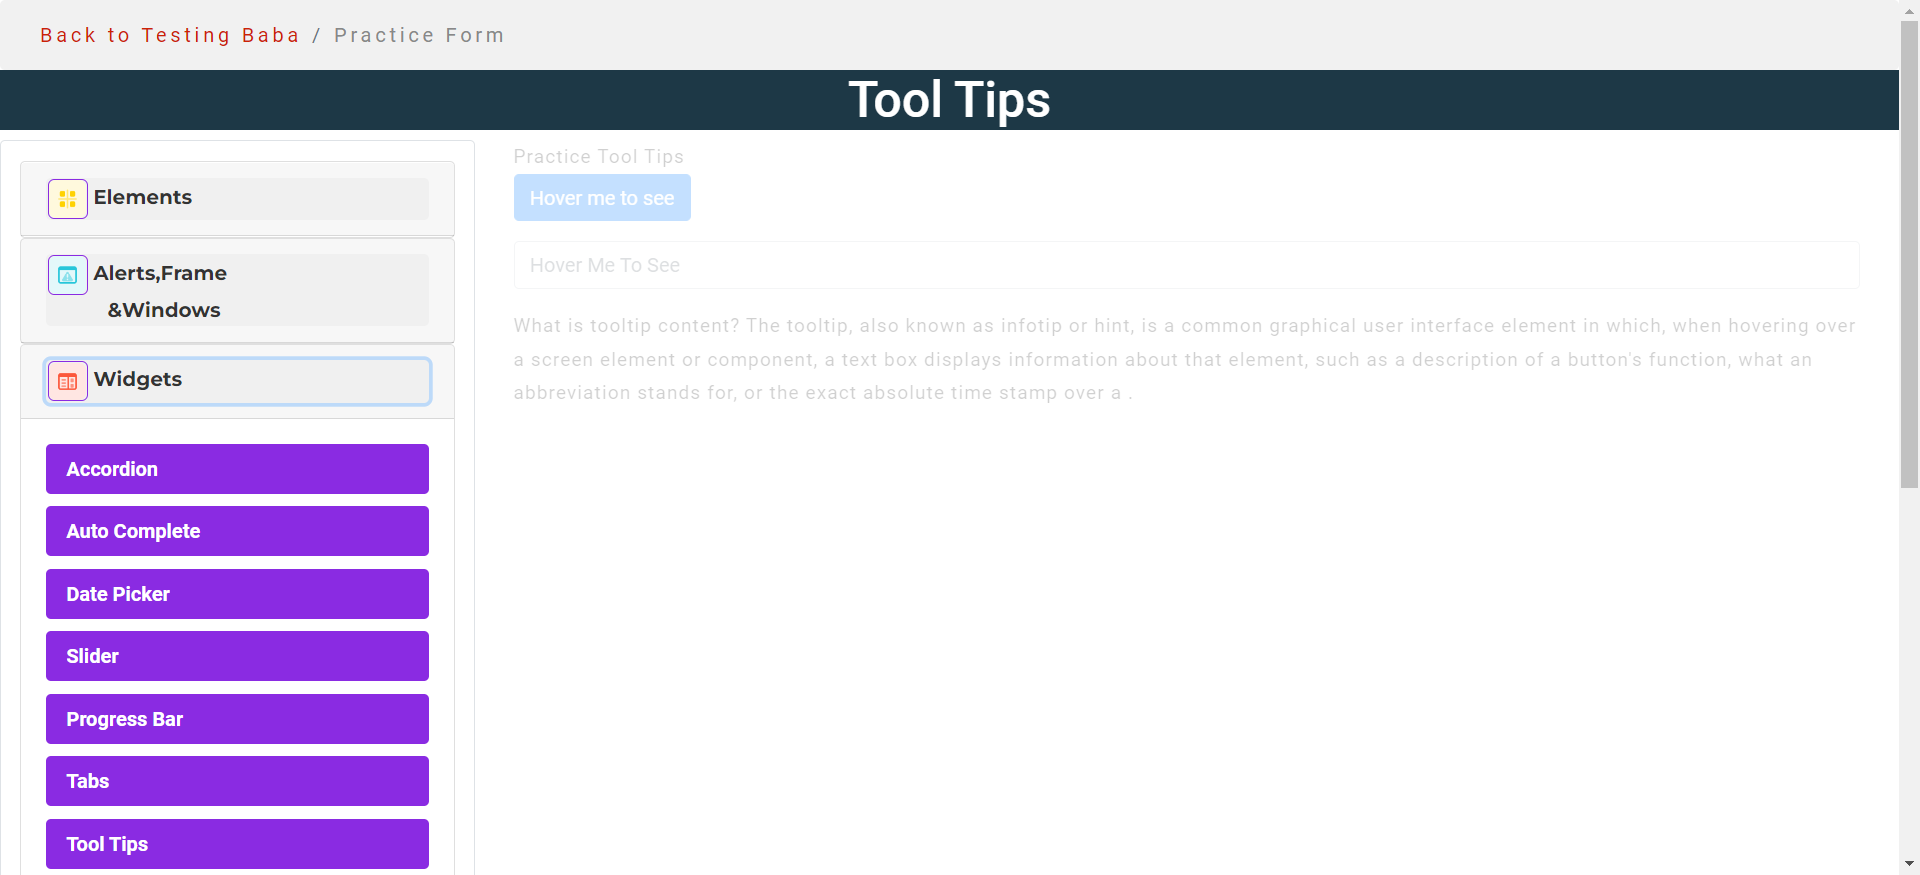 Back to Testing Baba / Practice Form
Tool Tips
Elements
Alerts,Frame
&Windows
Widgets
Accordion
Auto Complete
Date Picker
Slider
Progress Bar
Tabs
Tool Tips
Practice Tool Tips
Hover me to see
Hover Me To See
What is tooltip content? The tooltip, also known as infotip or hint, is a common graphical user interface element in which, when hovering over
a screen element or component, a text box displays information about that element, such as a description of a button's function, what an
abbreviation stands for, or the exact absolute time stamp over a .